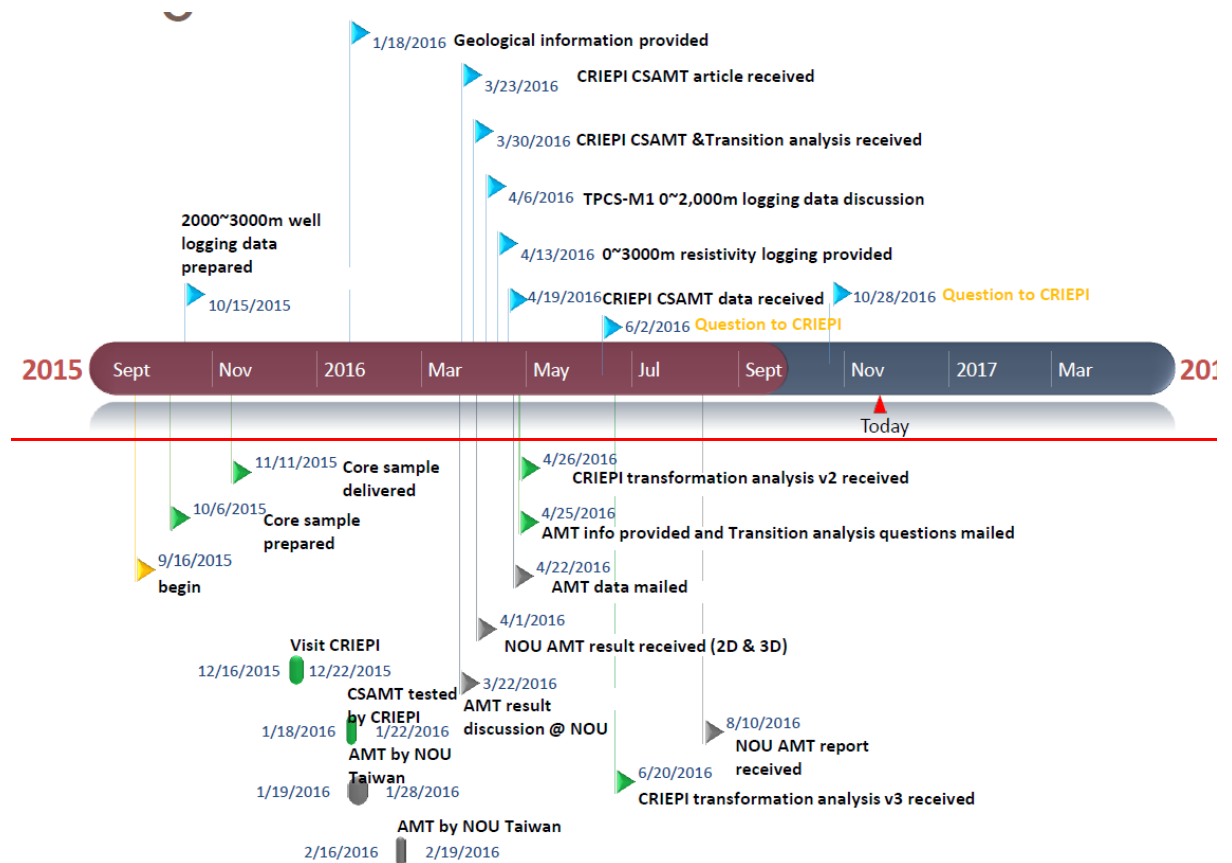 1/18/2016 Geological information provided
3/23/2016 CRIEPI CSAMT article received
3/30/2016 CRIEPI CSAMT &Transition analysis received
4/6/2016 TPCS-M1 0~2,000m logging data discussion
2000~3000m well
logging data
prepared
10/15/2015
4/13/2016 0~3000m resistivity logging provided
4/19/2016 CRIEPI CSAMT data received
10/28/2016 Question to CRIEPI
6/2/2016 Question to CRIEPI
2015 Sept Nov 2016 Mar May Jul Sept Nov 2017 Mar 201
Today
11/11/2015 Core sample
delivered
4/26/2016
CRIEPI transformation analysis v2 received
10/6/2015 Core sample
prepared
4/25/2016
AMT info provided and Transition analysis questions mailed
9/16/2015
begin
4/22/2016
AMT data mailed
4/1/2016
NOU AMT result received (2D & 3D)
Visit CRIEPI
12/16/2015 12/22/2015
3/22/2016
AMT result
discussion @ NOU
CSAMT tested
by CRIEPI
1/18/2016 1/22/2016
8/10/2016
NOU AMT report
received
AMT by NOU
Taiwan
1/19/2016 1/28/2016
6/20/2016
CRIEPI transformation analysis v3 received
AMT by NOU Taiwan
2/16/2016 2/19/2016